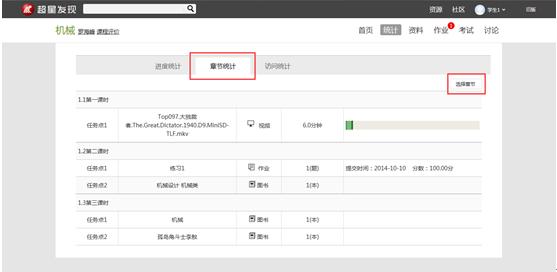 超星发现
资源 社区 学生1
机械 罗海峰 课程评价
首页 统计 资料 作业 1 考试 讨论
进度统计 章节统计 访问统计
选择章节
1.1第一课时
任务点1 Top097.大独裁者.The.Great.Dictator.1940.D9.MiniSD-TLF.mkv 视频 6.0分钟
1.2第二课时
任务点1 练习1 作业 1(题) 提交时间：2014-10-10 分数：100.00分
任务点2 机械设计 机械类 图书 1(本)
1.3第三课时
任务点1 机械 图书 1(本)
任务点2 孤岛角斗士李敖 图书 1(本)